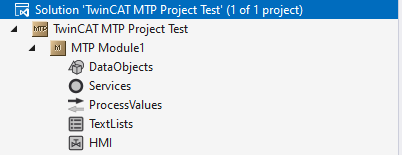 Solution 'TwinCAT MTP Project Test' (1 of 1 project)
MTP TwinCAT MTP Project Test
M MTP Module1
DataObjects
Services
ProcessValues
TextLists
HMI